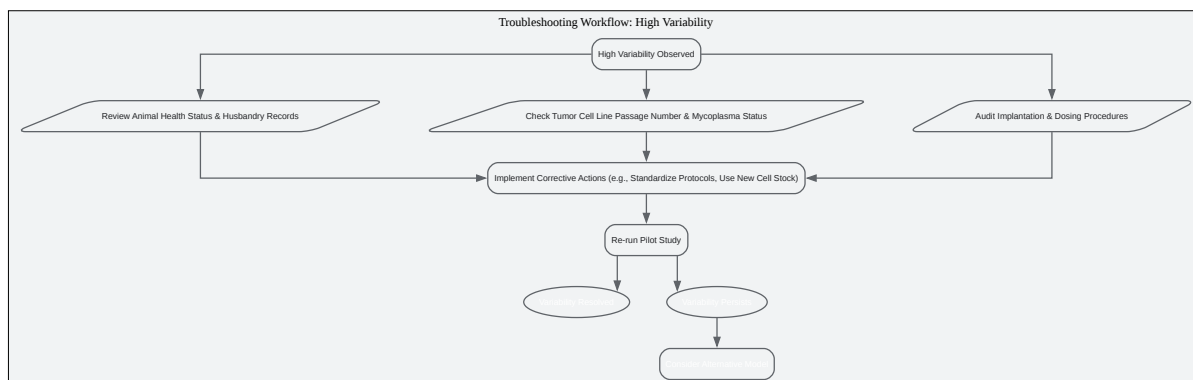 Troubleshooting Workflow: High Variability
High Variability Observed
Review Animal Health Status & Husbandry Records
Check Tumor Cell Line Passage Number & Mycoplasma Status
Audit Implantation & Dosing Procedures
Implement Corrective Actions (e.g., Standardize Protocols, Use New Cell Stock)
Re-run Pilot Study